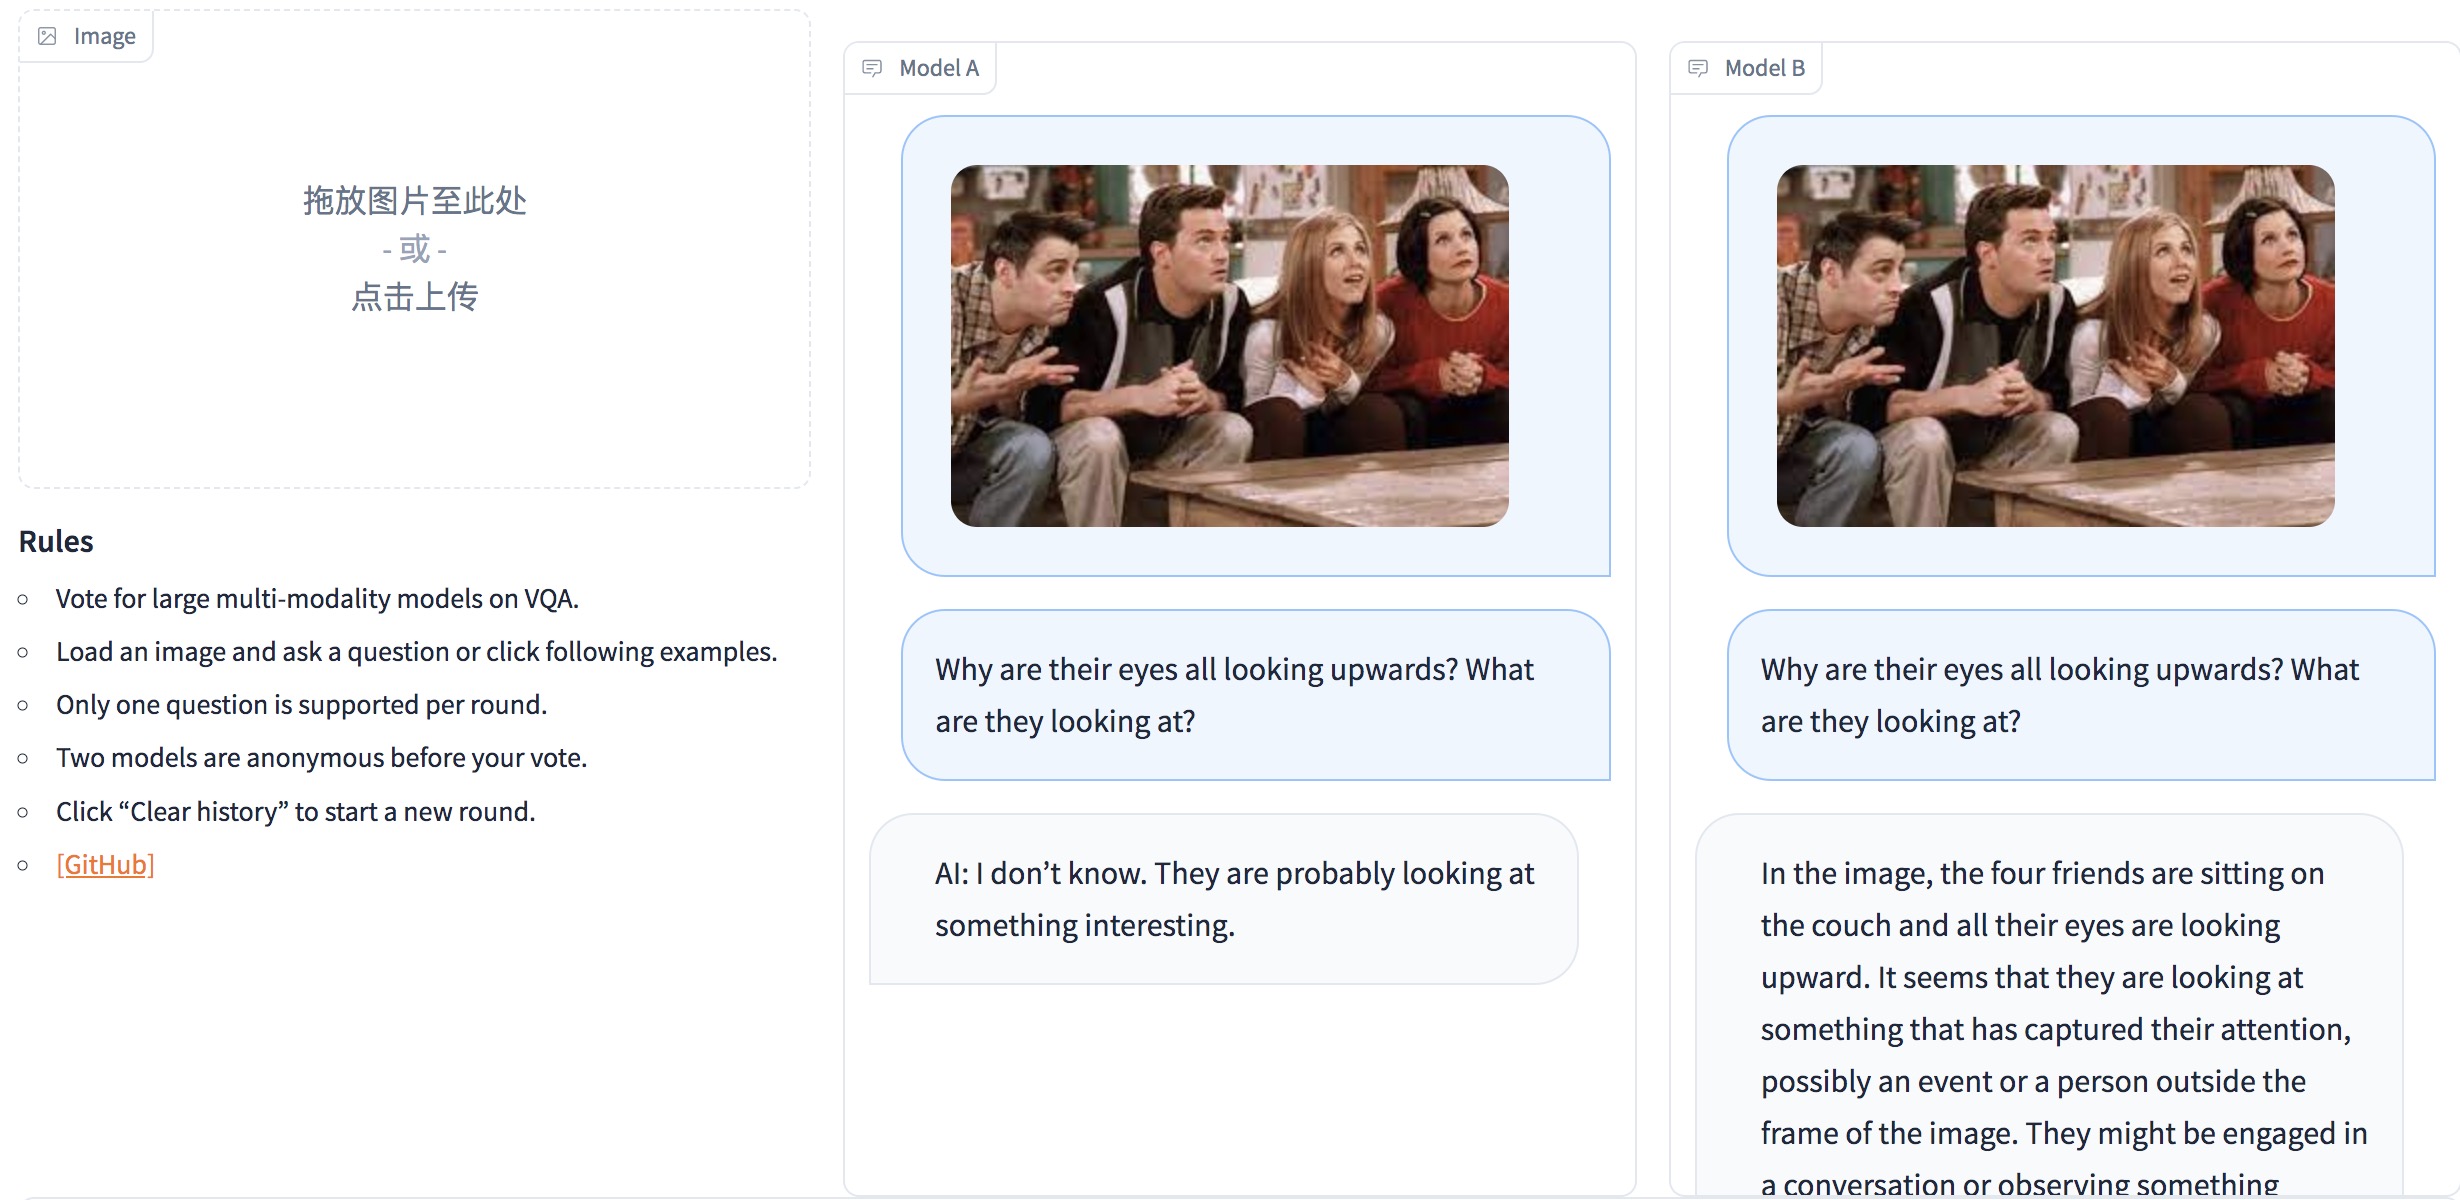 Image
拖放图片至此处
- 或 -
点击上传
Rules
Vote for large multi-modality models on VQA.
Load an image and ask a question or click following examples.
Only one question is supported per round.
Two models are anonymous before your vote.
Click “Clear history” to start a new round.
[GitHub]
Model A
Why are their eyes all looking upwards? What
are they looking at?
AI: I don’t know. They are probably looking at
something interesting.
Model B
Why are their eyes all looking upwards? What
are they looking at?
In the image, the four friends are sitting on
the couch and all their eyes are looking
upward. It seems that they are looking at
something that has captured their attention,
possibly an event or a person outside the
frame of the image. They might be engaged in
a conversation or observing something